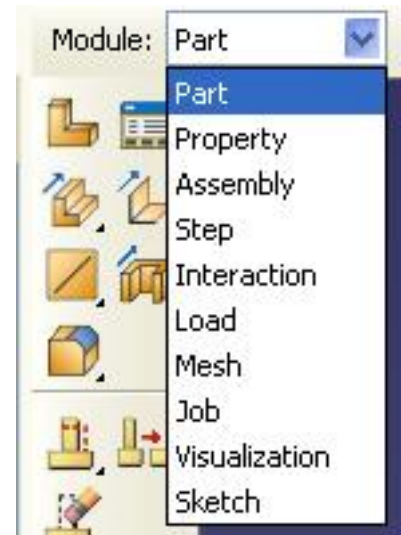 Module: Part
Part
Property
Assembly
Step
Interaction
Load
Mesh
Job
Visualization
Sketch